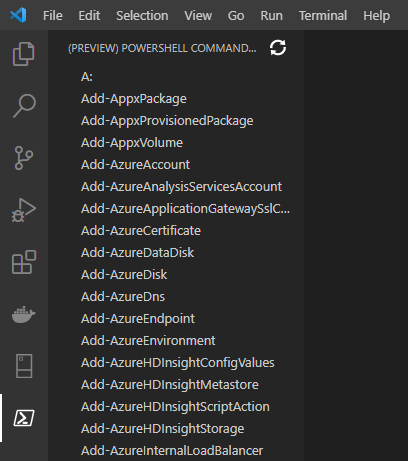 File Edit Selection View Go Run Terminal Help
(PREVIEW) POWERSHELL COMMAND...
A:
Add-AppxPackage
Add-AppxProvisionedPackage
Add-AppxVolume
Add-AzureAccount
Add-AzureAnalysisServicesAccount
Add-AzureApplicationGatewaySslC...
Add-AzureCertificate
Add-AzureDataDisk
Add-AzureDisk
Add-AzureDns
Add-AzureEndpoint
Add-AzureEnvironment
Add-AzureHDInsightConfigValues
Add-AzureHDInsightMetastore
Add-AzureHDInsightScriptAction
Add-AzureHDInsightStorage
Add-AzureInternalLoadBalancer